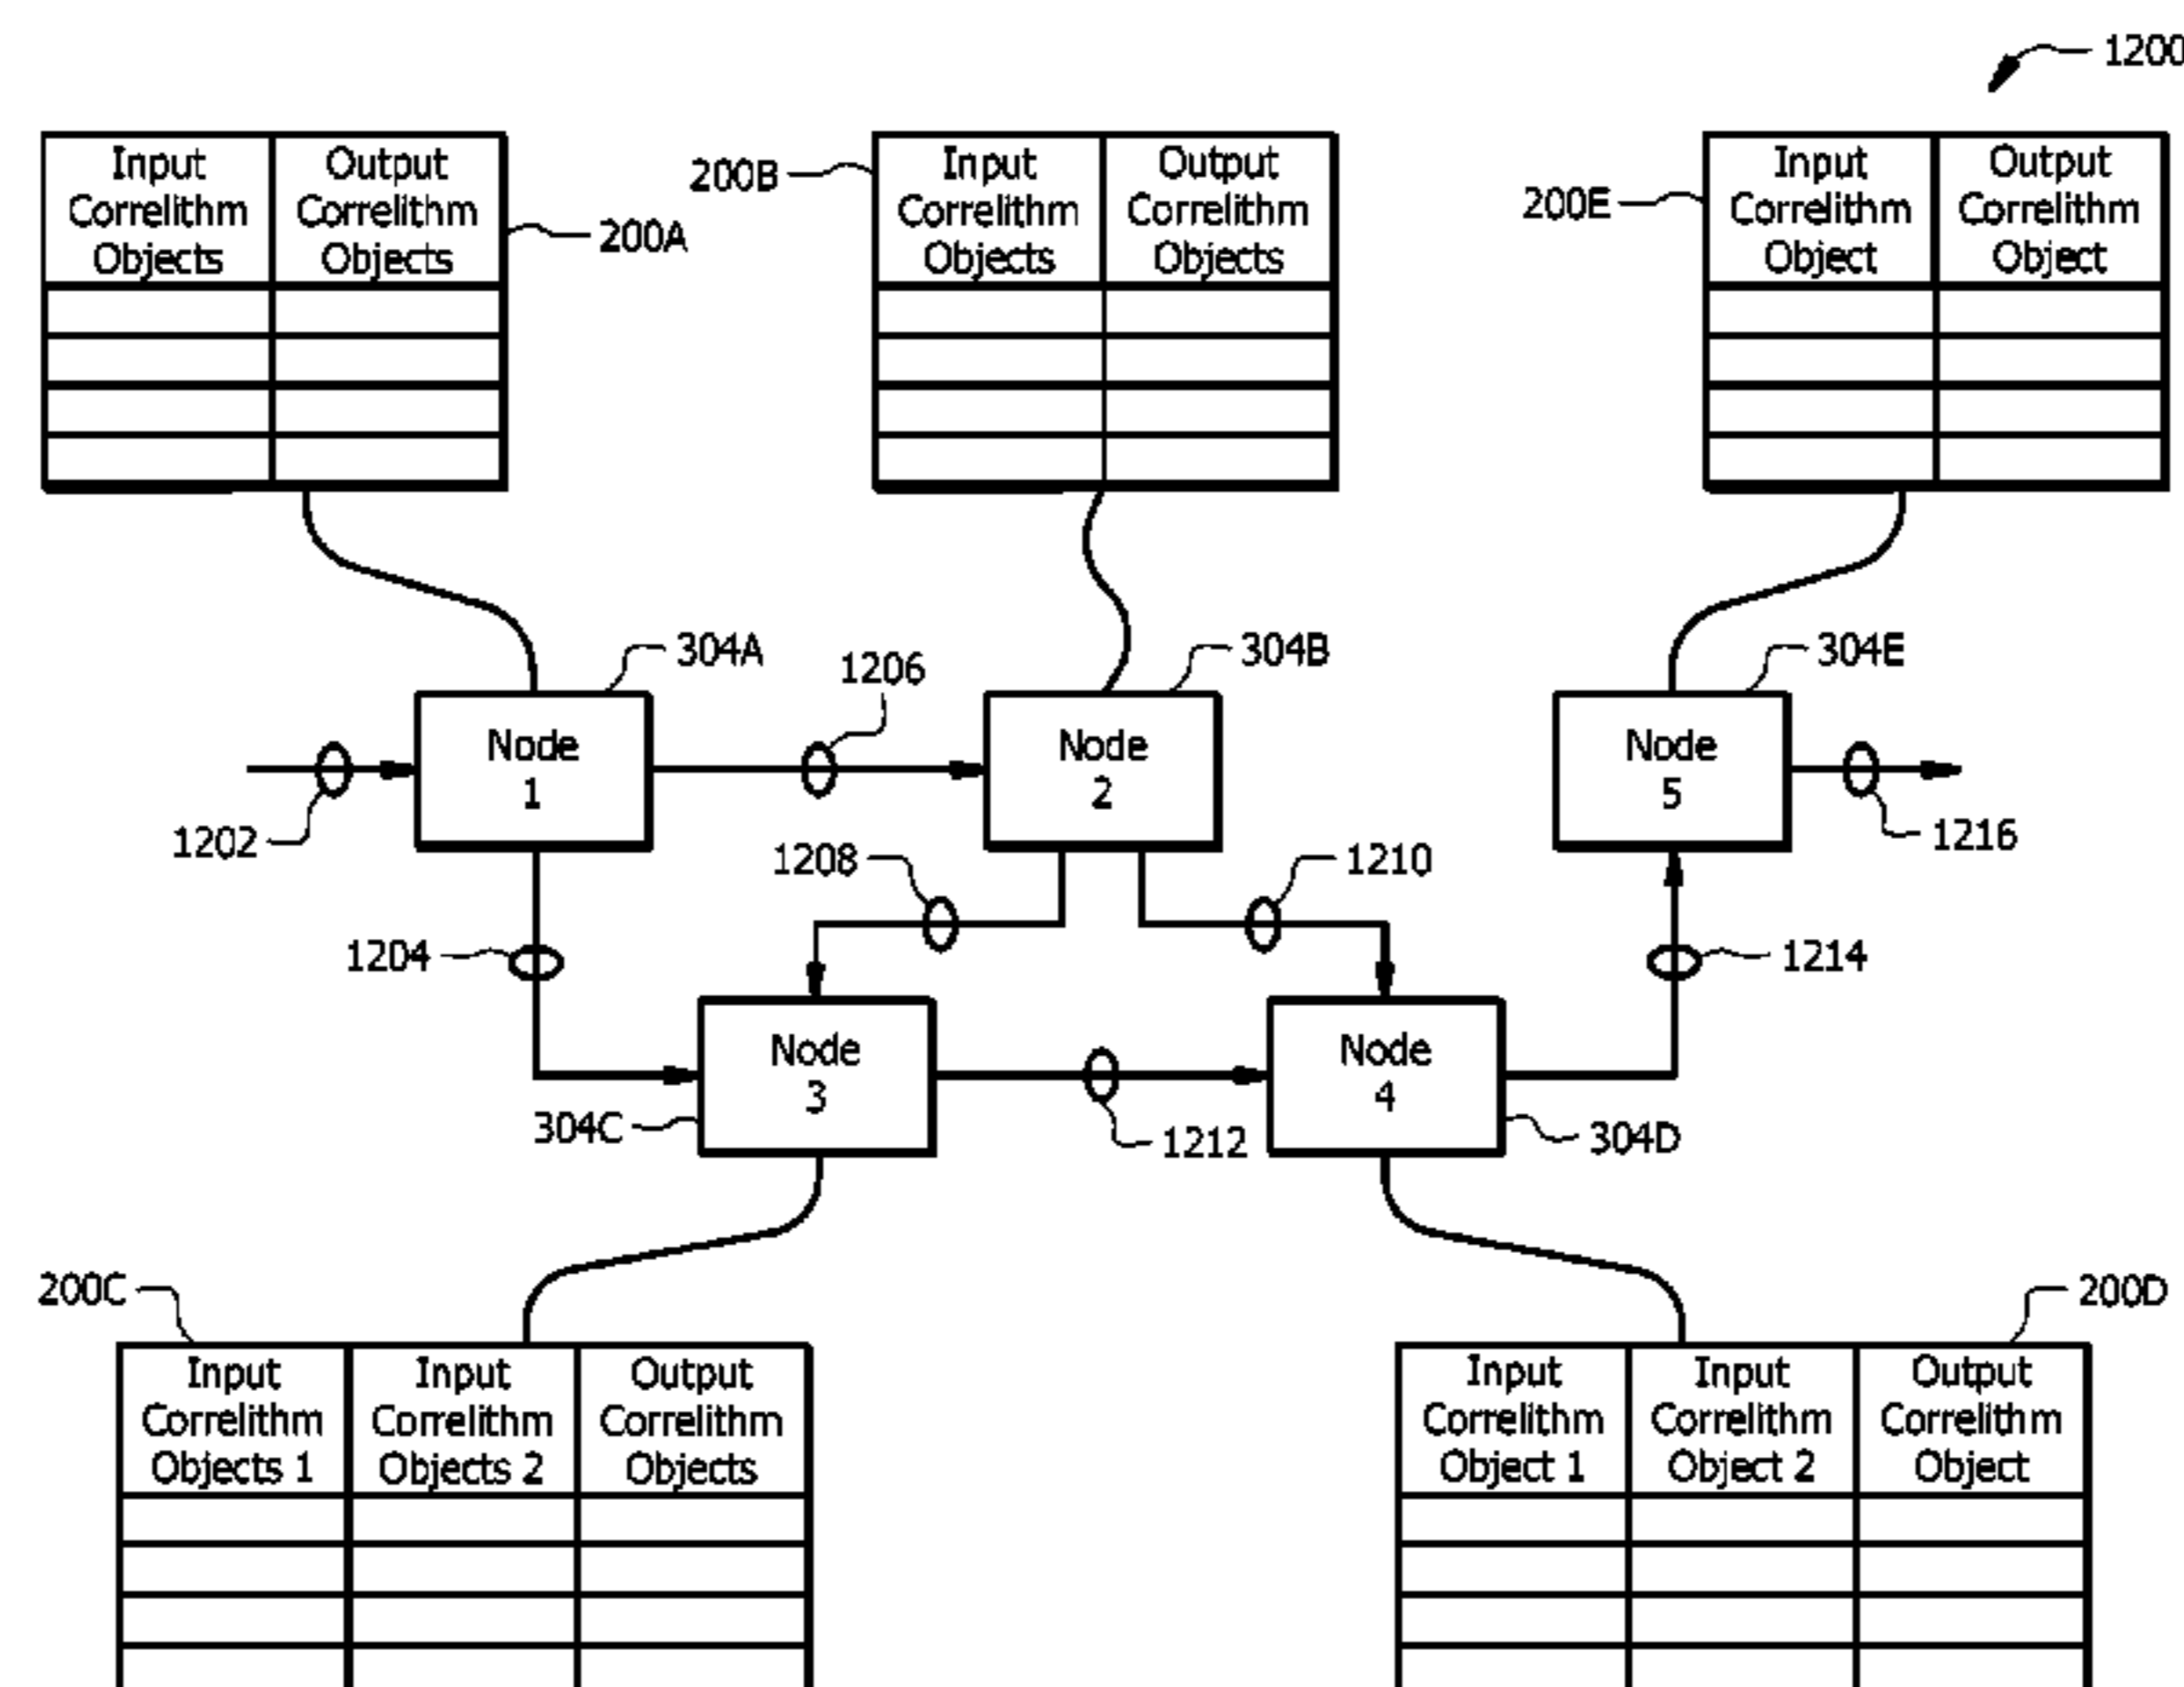 1200
Input
Correlithm
Objects
Output
Correlithm
Objects
200A
200B
Input
Correlithm
Objects
Output
Correlithm
Objects
200E
Input
Correlithm
Object
Output
Correlithm
Object
304A
1206
304B
304E
Node
1
Node
2
Node
5
1202
1208
1210
1216
1204
1214
Node
3
Node
4
304C
1212
304D
200C
200D
Input
Correlithm
Objects 1
Input
Correlithm
Objects 2
Output
Correlithm
Objects
Input
Correlithm
Object 1
Input
Correlithm
Object 2
Output
Correlithm
Object